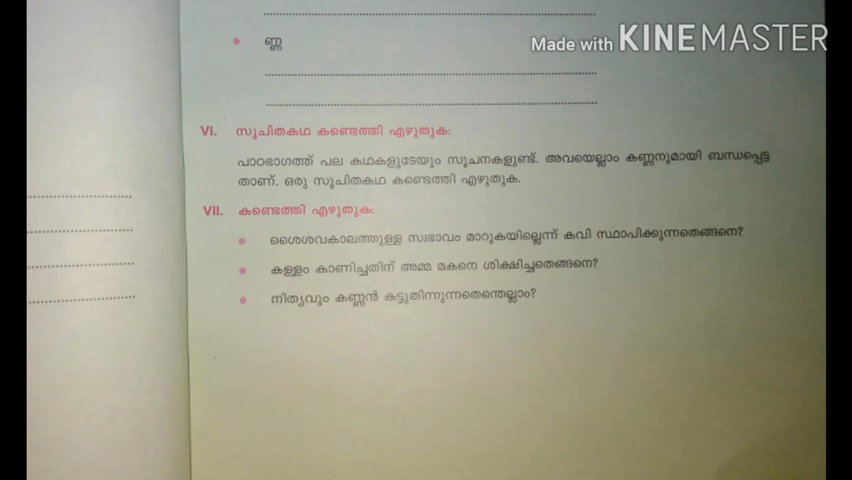 Made with KINEMASTER
ണ്ണ
VI. സൂചിതകഥ കണ്ടെത്തി എഴുതുക:
പാഠഭാഗത്ത് പല കഥകളുടേയും സൂചനകളുണ്ട്. അവയെല്ലാം കണ്ണനുമായി ബന്ധപ്പെട്ട
താണ്. ഒരു സൂചിതകഥ കണ്ടെത്തി എഴുതുക.
VII. കണ്ടെത്തി എഴുതുക:
ശൈശവകാലത്തുള്ള സ്വഭാവം മാറുകയില്ലെന്ന് കവി സ്ഥാപിക്കുന്നതെങ്ങനെ?
കള്ളം കാണിച്ചതിന് അമ്മ മകനെ ശിക്ഷിച്ചതെങ്ങനെ?
നിത്യവും കണ്ണൻ കട്ടുതിന്നുന്നതെന്തെല്ലാം?